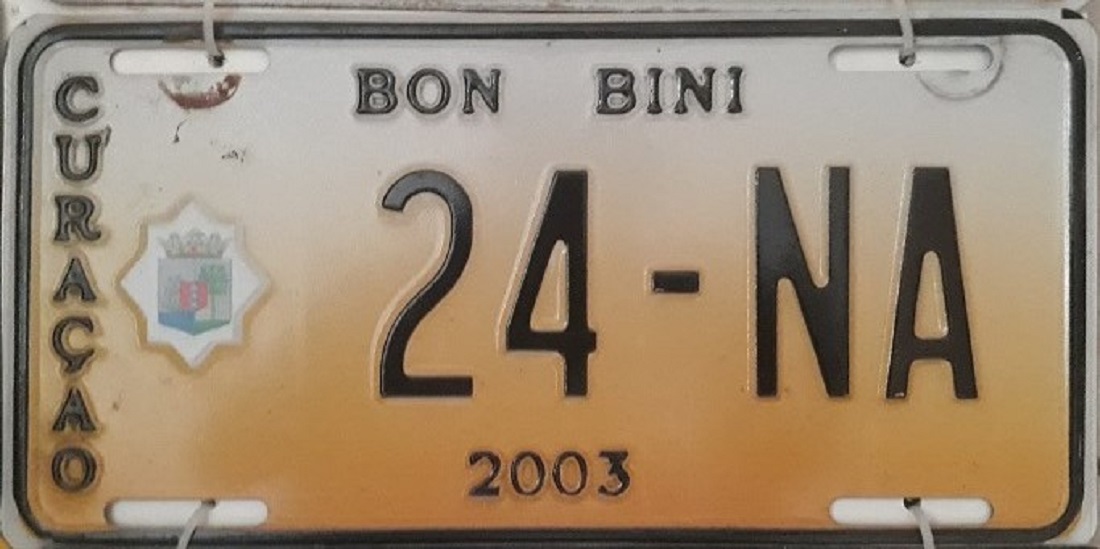 BON BINI
CURAÇAO
24-NA
2003